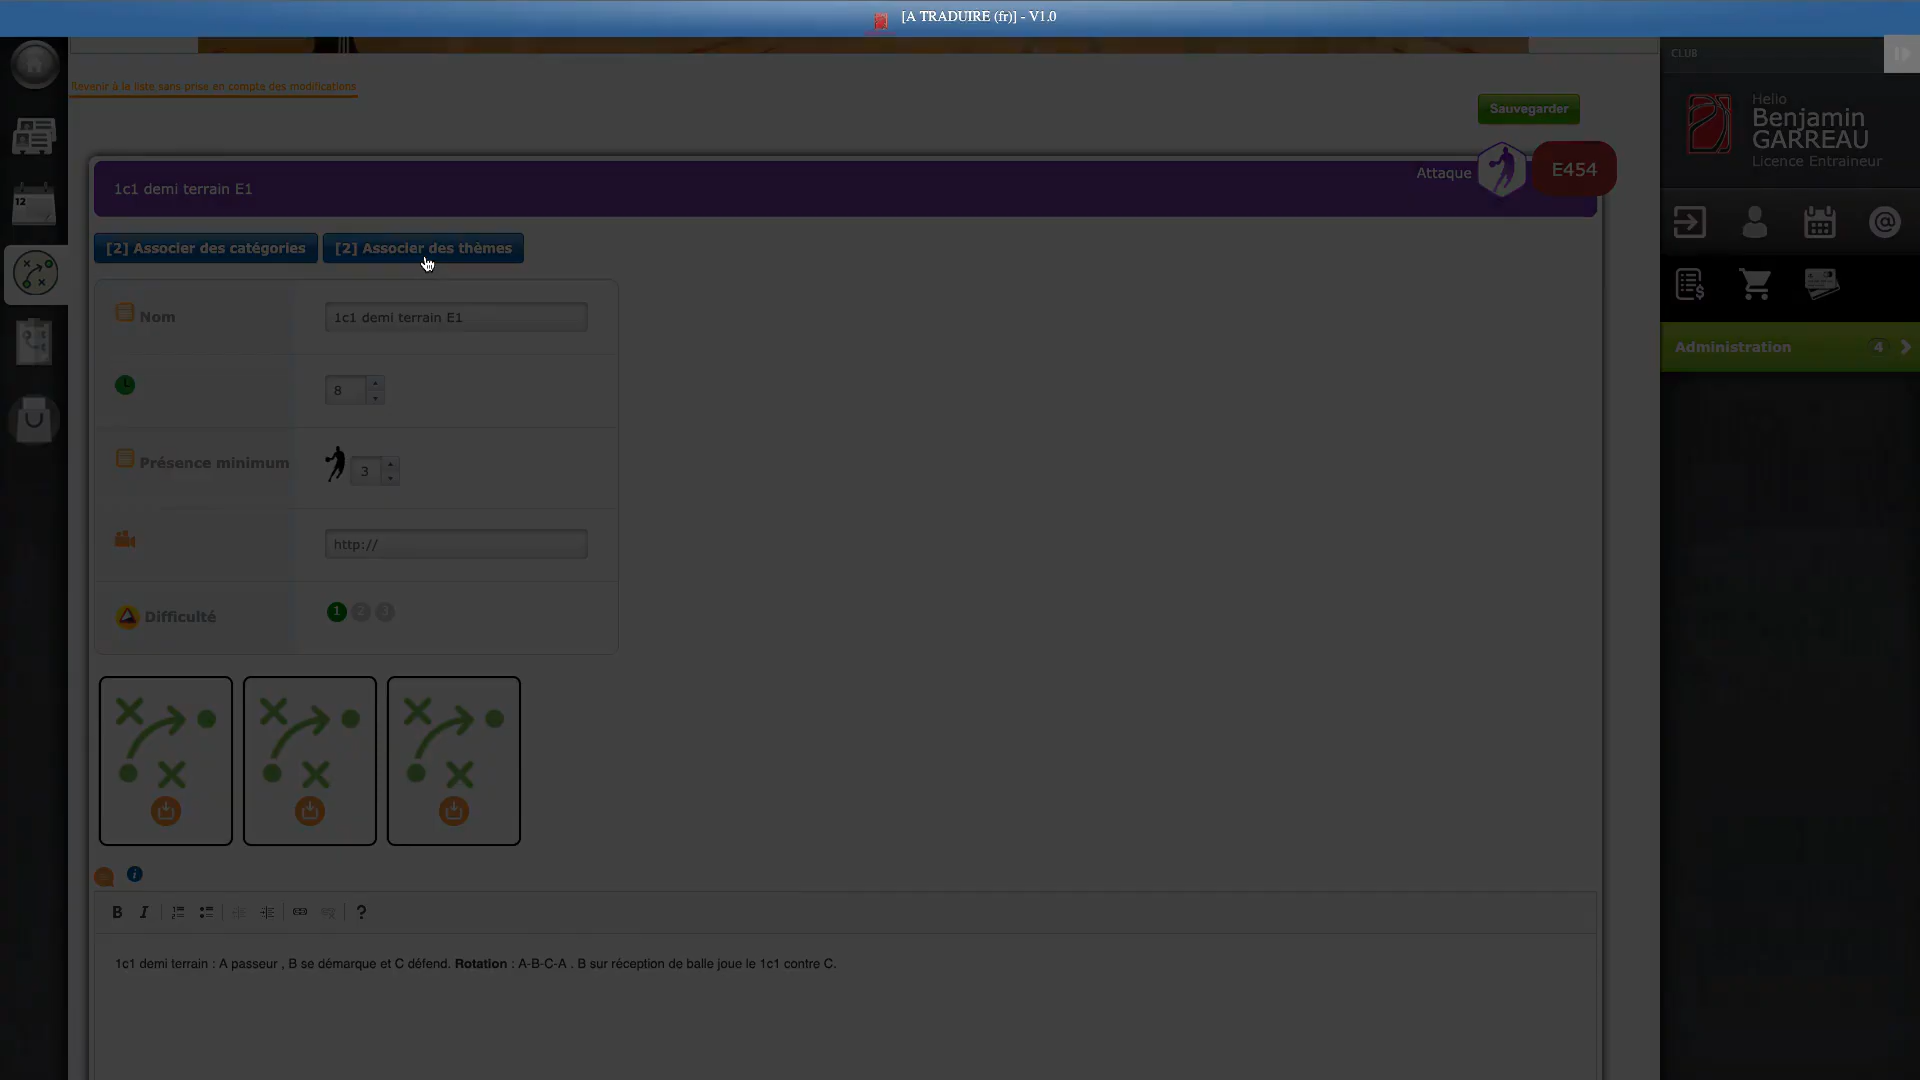 [A TRADUIRE (fr)] - V1.0
CLUB
Revenir à la liste sans prise en compte des modifications
Sauvegarder
Hello
Benjamin
GARREAU
Licence Entraineur
1c1 demi terrain E1
Attaque
E454
[2] Associer des catégories
[2] Associer des thèmes
12
Nom
1c1 demi terrain E1
Administration
4
8
Présence minimum
3
http://
Difficulté
1 2 3
i
B I ?
1c1 demi terrain : A passeur , B se démarque et C défend. Rotation : A-B-C-A . B sur réception de balle joue le 1c1 contre C.